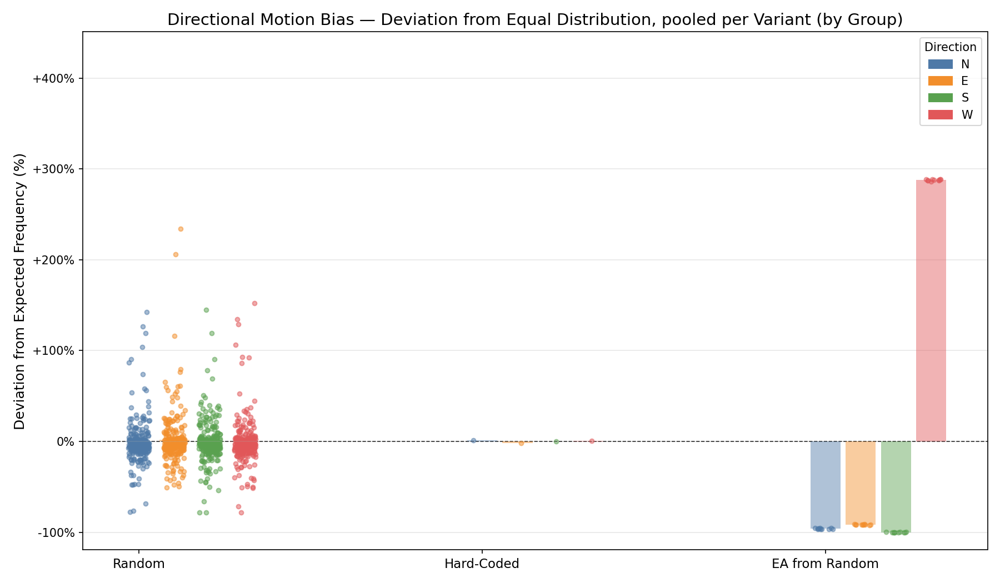 Directional Motion Bias — Deviation from Equal Distribution, pooled per Variant (by Group)
Deviation from Expected Frequency (%)
+400%
+300%
+200%
+100%
0%
-100%
Direction
N
E
S
W
Random
Hard-Coded
EA from Random